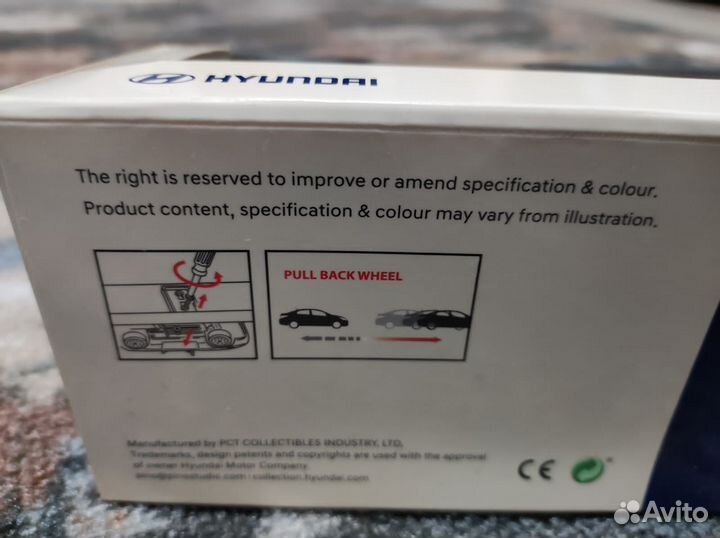 HYUNDAI
The right is reserved to improve or amend specification & colour.
Product content, specification & colour may vary from illustration.
PULL BACK WHEEL
Manufactured by PCT COLLECTIBLES INDUSTRY, LTD.
Trademarks, design patents and copyrights are used with the approval
of owner Hyundai Motor Company.
collection.hyundai.com
CE
Avito